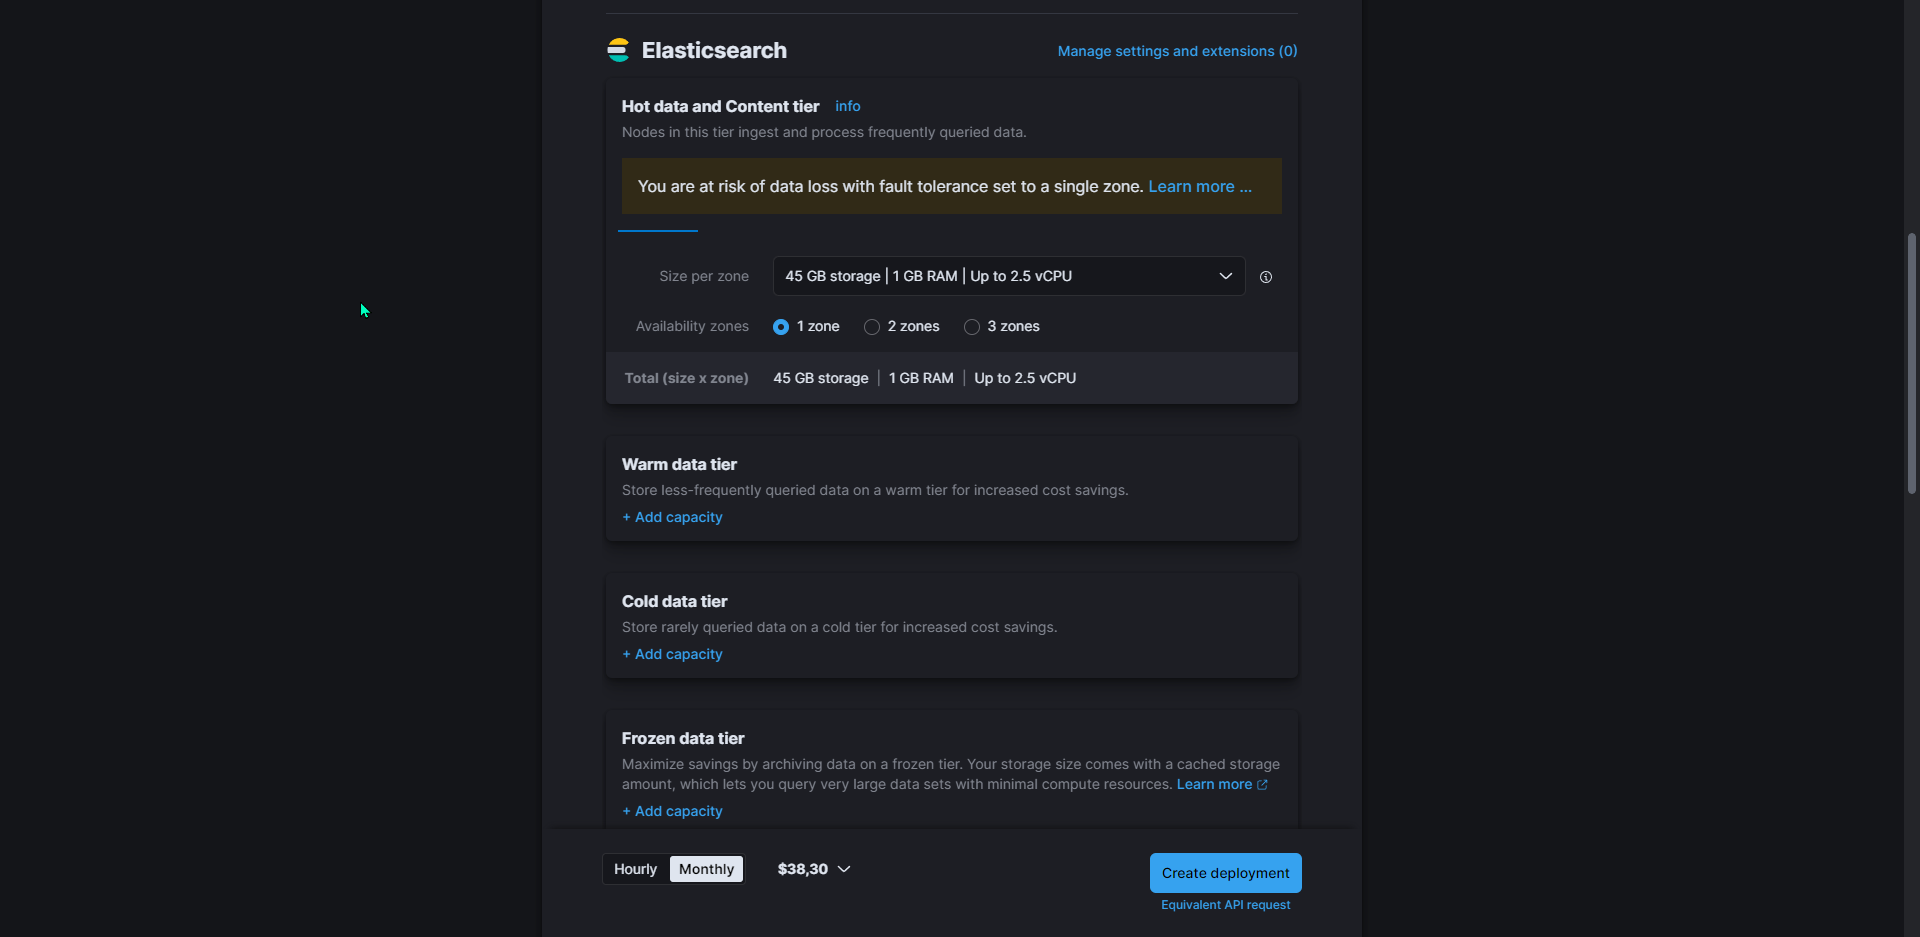 Elasticsearch
Manage settings and extensions (0)
Hot data and Content tier info
Nodes in this tier ingest and process frequently queried data.
You are at risk of data loss with fault tolerance set to a single zone. Learn more ...
Size per zone
45 GB storage | 1 GB RAM | Up to 2.5 vCPU
Availability zones
1 zone 2 zones 3 zones
Total (size x zone) 45 GB storage | 1 GB RAM | Up to 2.5 vCPU
Warm data tier
Store less-frequently queried data on a warm tier for increased cost savings.
+ Add capacity
Cold data tier
Store rarely queried data on a cold tier for increased cost savings.
+ Add capacity
Frozen data tier
Maximize savings by archiving data on a frozen tier. Your storage size comes with a cached storage
amount, which lets you query very large data sets with minimal compute resources. Learn more
+ Add capacity
Hourly Monthly $38,30
Create deployment
Equivalent API request